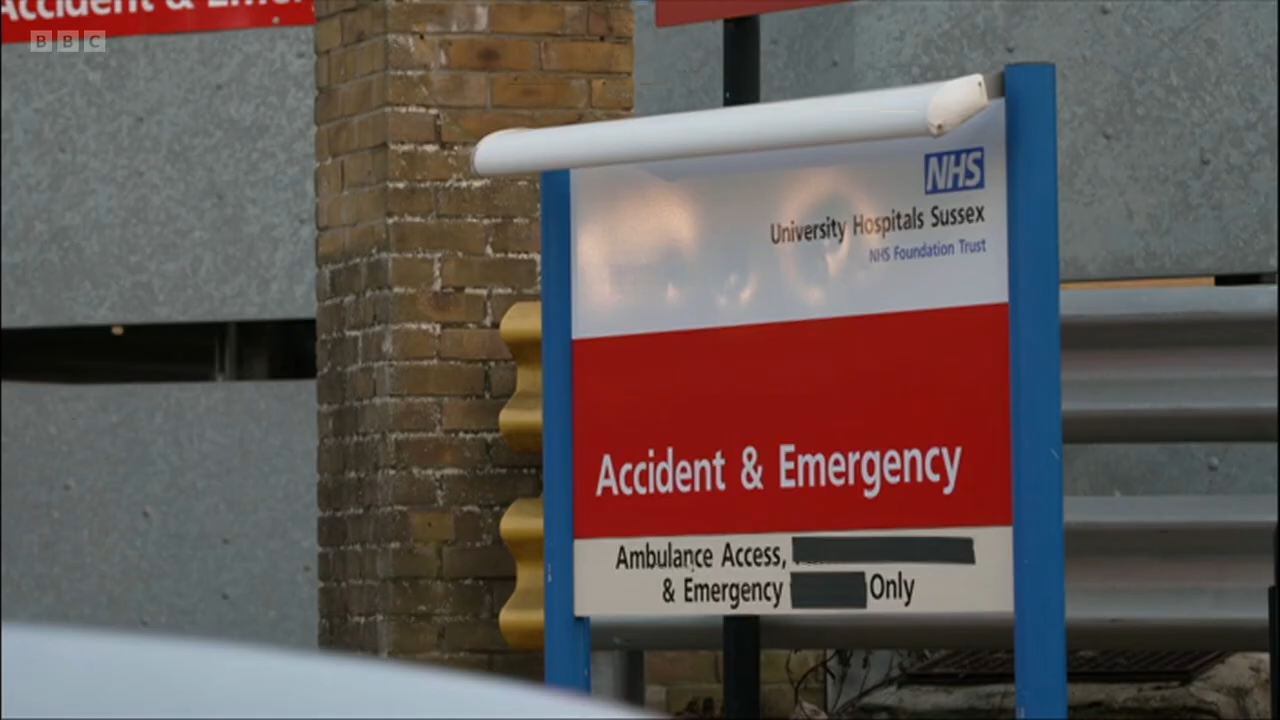 Accident & Emer
BBC
NHS
University Hospitals Sussex
NHS Foundation Trust
Accident & Emergency
Ambulance Access,
& Emergency Only